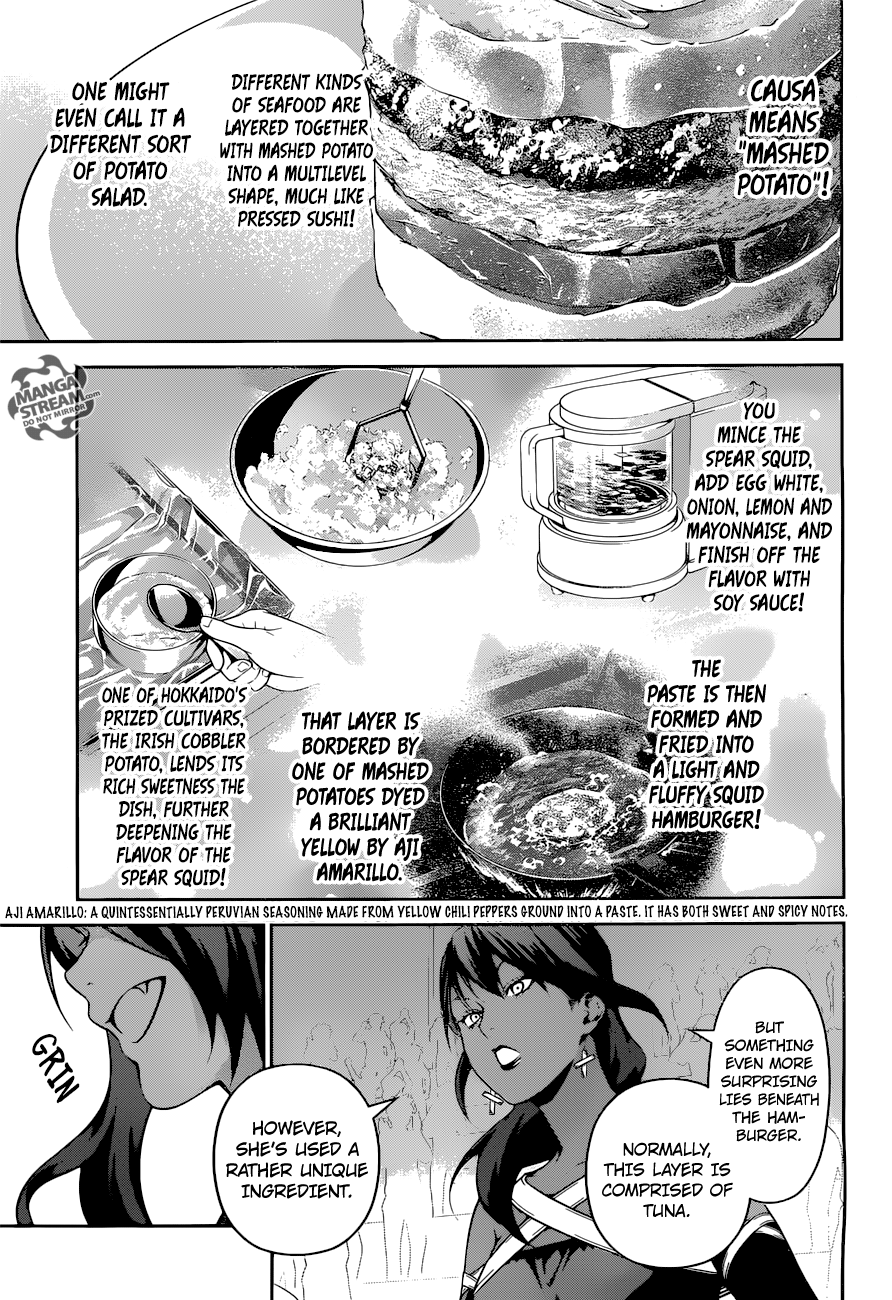 CAUSA
MEANS
"MASHED
POTATO"!
DIFFERENT KINDS
OF SEAFOOD ARE
LAYERED TOGETHER
WITH MASHED POTATO
INTO A MULTILEVEL
SHAPE, MUCH LIKE
PRESSED SUSHI!
ONE MIGHT
EVEN CALL IT A
DIFFERENT SORT
OF POTATO
SALAD.
MANGA
STREAM.com
DO NOT MIRROR!
YOU
MINCE THE
SPEAR SQUID,
ADD EGG WHITE,
ONION, LEMON AND
MAYONNAISE, AND
FINISH OFF THE
FLAVOR WITH
SOY SAUCE!
THE
PASTE IS THEN
FORMED AND
FRIED INTO
A LIGHT AND
FLUFFY SQUID
HAMBURGER!
THAT LAYER IS
BORDERED BY
ONE OF MASHED
POTATOES DYED
A BRILLIANT
YELLOW BY AJI
AMARILLO.
ONE OF HOKKAIDO'S
PRIZED CULTIVARS,
THE IRISH COBBLER
POTATO, LENDS ITS
RICH SWEETNESS THE
DISH, FURTHER
DEEPENING THE
FLAVOR OF THE
SPEAR SQUID!
AJI AMARILLO: A QUINTESSENTIALLY PERUVIAN SEASONING MADE FROM YELLOW CHILI PEPPERS GROUND INTO A PASTE. IT HAS BOTH SWEET AND SPICY NOTES.
BUT
SOMETHING
EVEN MORE
SURPRISING
LIES BENEATH
THE HAM-
BURGER.
NORMALLY,
THIS LAYER IS
COMPRISED OF
TUNA.
HOWEVER,
SHE'S USED A
RATHER UNIQUE
INGREDIENT.
GRIN